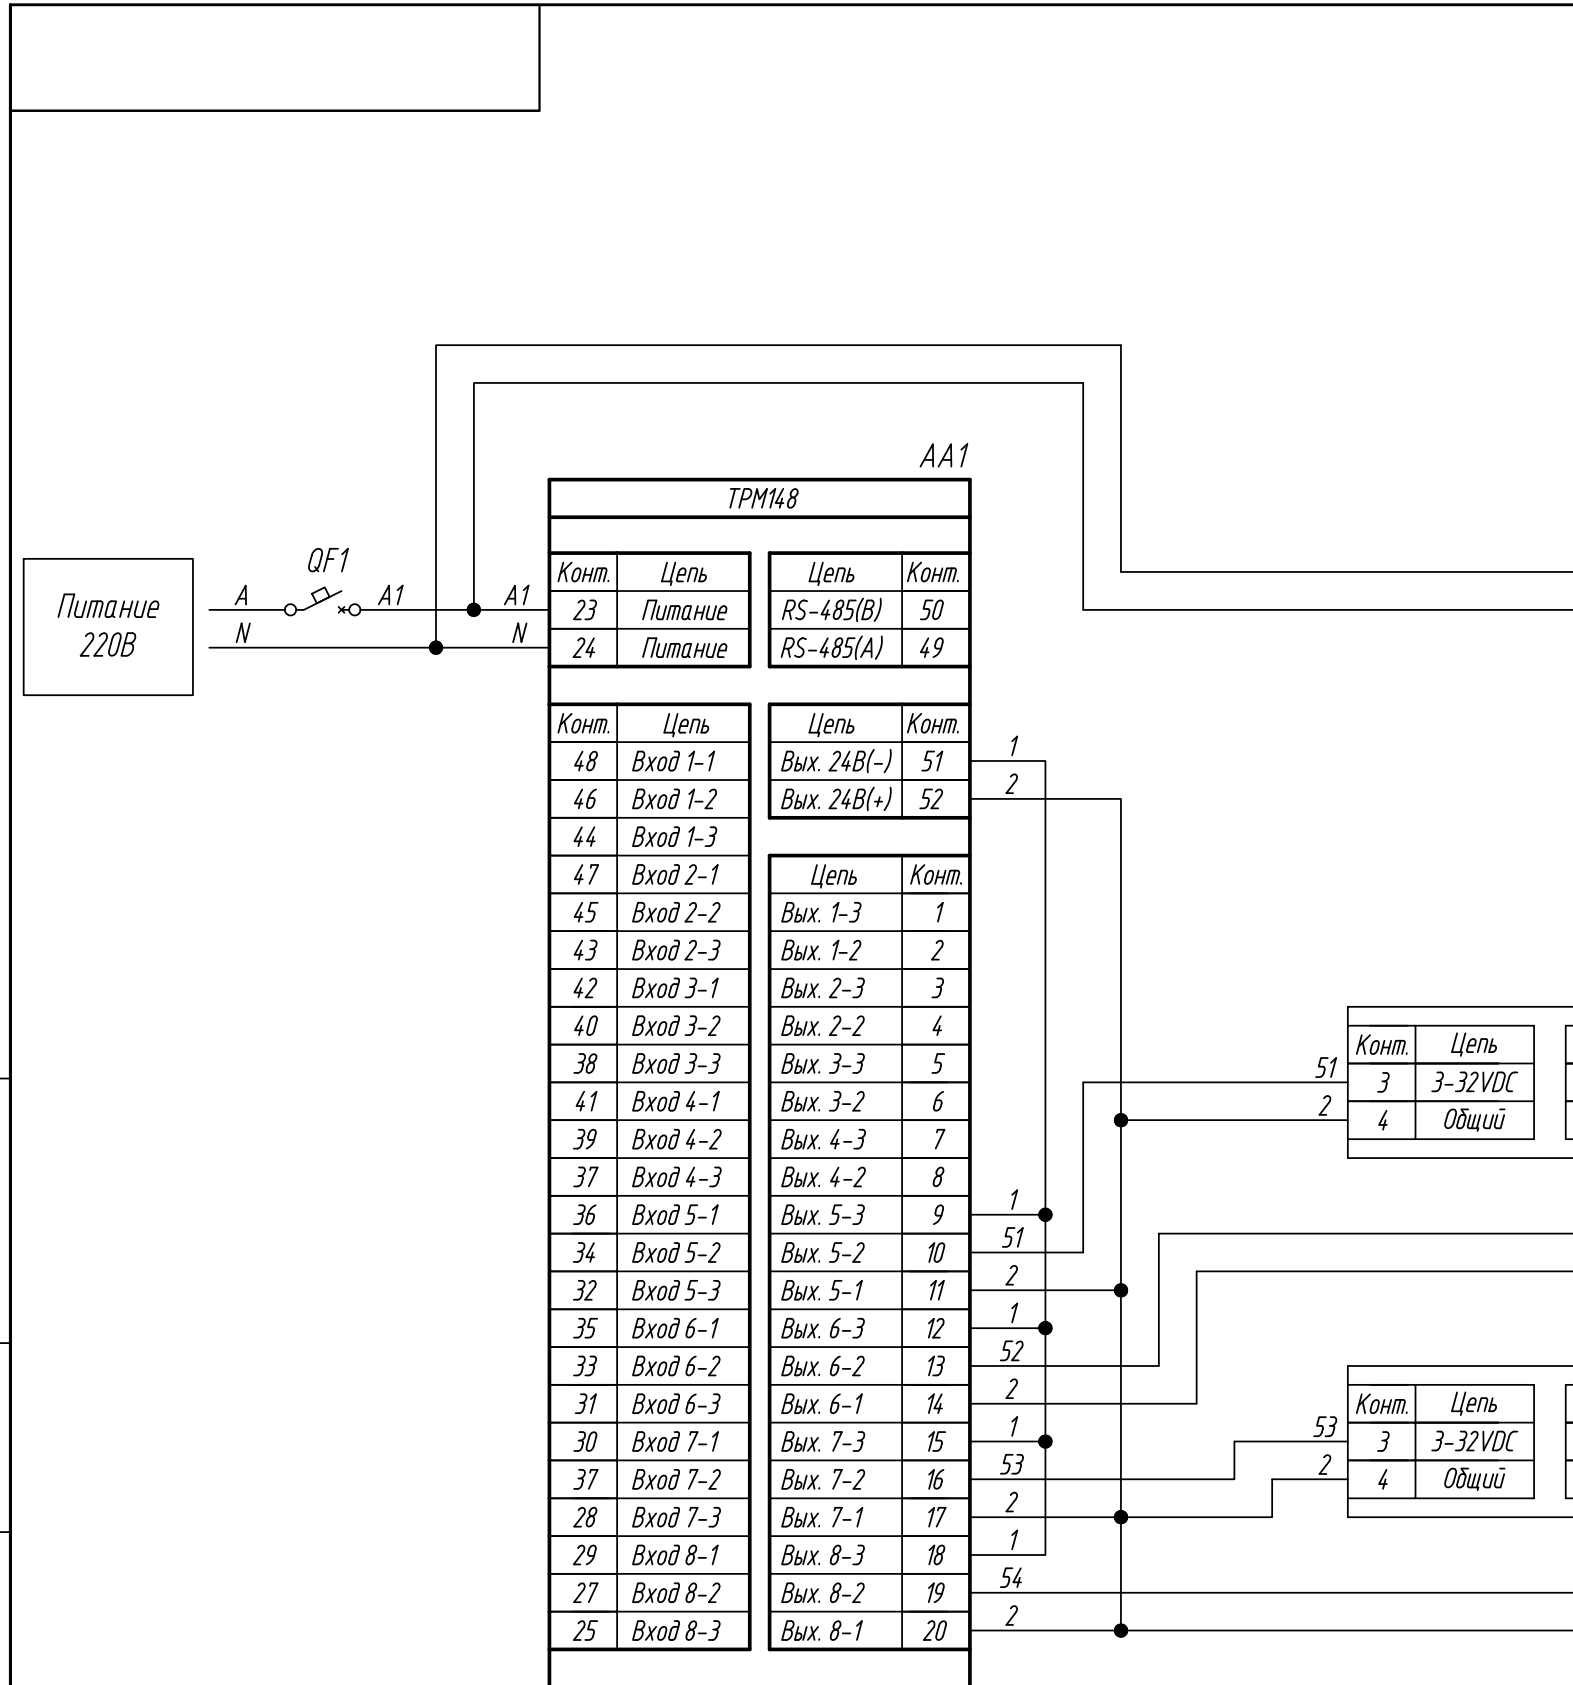 AA1
ТРМ148
QF1
Питание
220В
A
A1
A1
N
N
Конт. Цепь
23 Питание
24 Питание
Цепь Конт.
RS-485(B) 50
RS-485(A) 49
Конт. Цепь
48 Вход 1-1
46 Вход 1-2
44 Вход 1-3
47 Вход 2-1
45 Вход 2-2
43 Вход 2-3
42 Вход 3-1
40 Вход 3-2
38 Вход 3-3
41 Вход 4-1
39 Вход 4-2
37 Вход 4-3
36 Вход 5-1
34 Вход 5-2
32 Вход 5-3
35 Вход 6-1
33 Вход 6-2
31 Вход 6-3
30 Вход 7-1
37 Вход 7-2
28 Вход 7-3
29 Вход 8-1
27 Вход 8-2
25 Вход 8-3
Цепь Конт.
Вых. 24В(-) 51 1
Вых. 24В(+) 52 2
Цепь Конт.
Вых. 1-3 1
Вых. 1-2 2
Вых. 2-3 3
Вых. 2-2 4
Вых. 3-3 5
Вых. 3-2 6
Вых. 4-3 7
Вых. 4-2 8
Вых. 5-3 9 1
Вых. 5-2 10 51
Вых. 5-1 11 2
Вых. 6-3 12 1
Вых. 6-2 13 52
Вых. 6-1 14 2
Вых. 7-3 15 1
Вых. 7-2 16 53
Вых. 7-1 17 2
Вых. 8-3 18 1
Вых. 8-2 19 54
Вых. 8-1 20 2
Конт. Цепь
51 3 3-32VDC
2 4 Общий
Конт. Цепь
53 3 3-32VDC
2 4 Общий